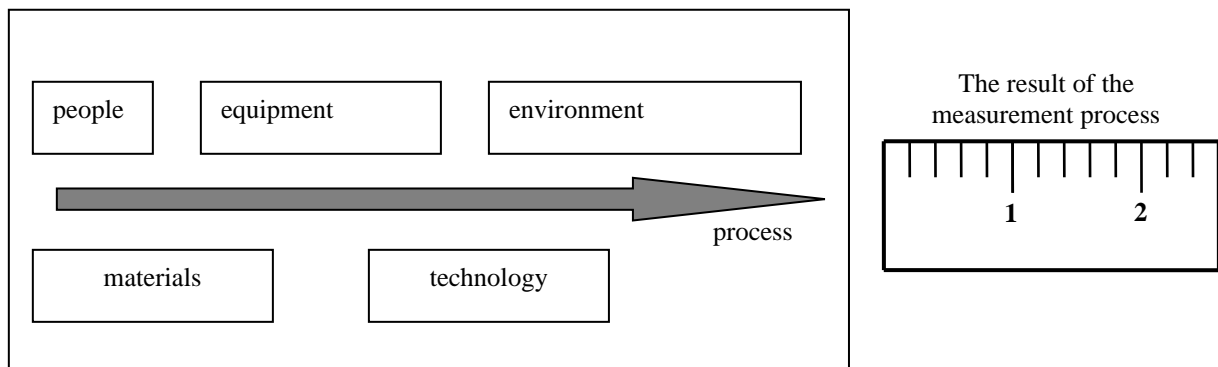 people
equipment
environment
process
materials
technology
The result of the
measurement process
1
2